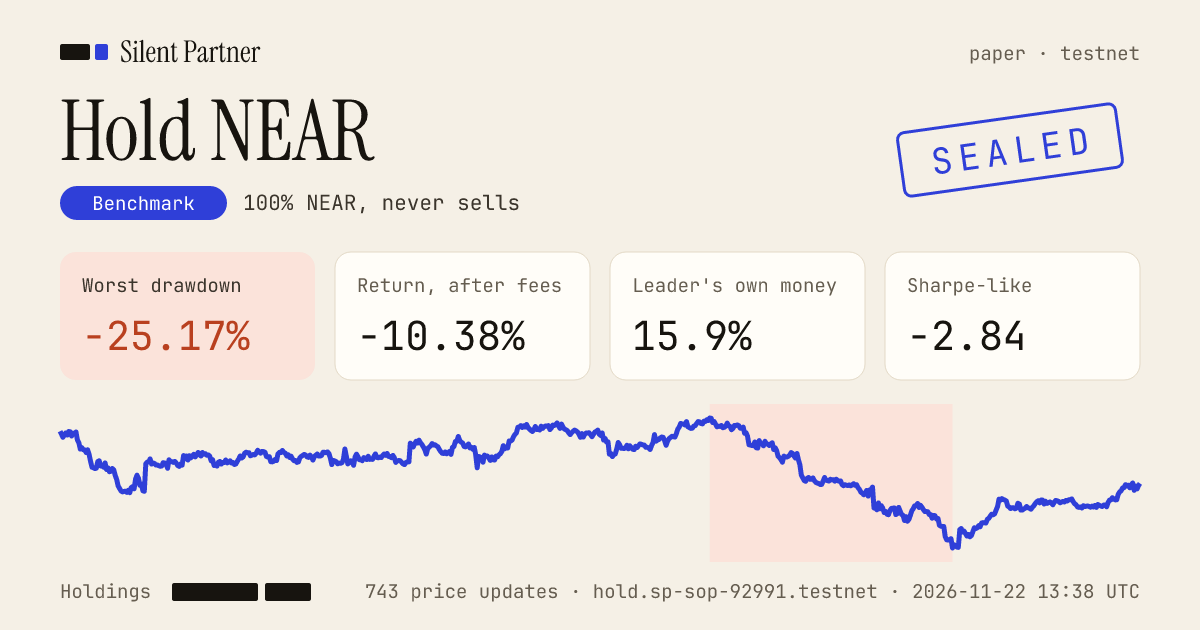 Silent Partner
paper · testnet
Hold NEAR
SEALED
Benchmark 100% NEAR, never sells
Worst drawdown
-25.17%
Return, after fees
-10.38%
Leader's own money
15.9%
Sharpe-like
-2.84
Holdings
743 price updates · hold.sp-sop-92991.testnet · 2026-11-22 13:38 UTC